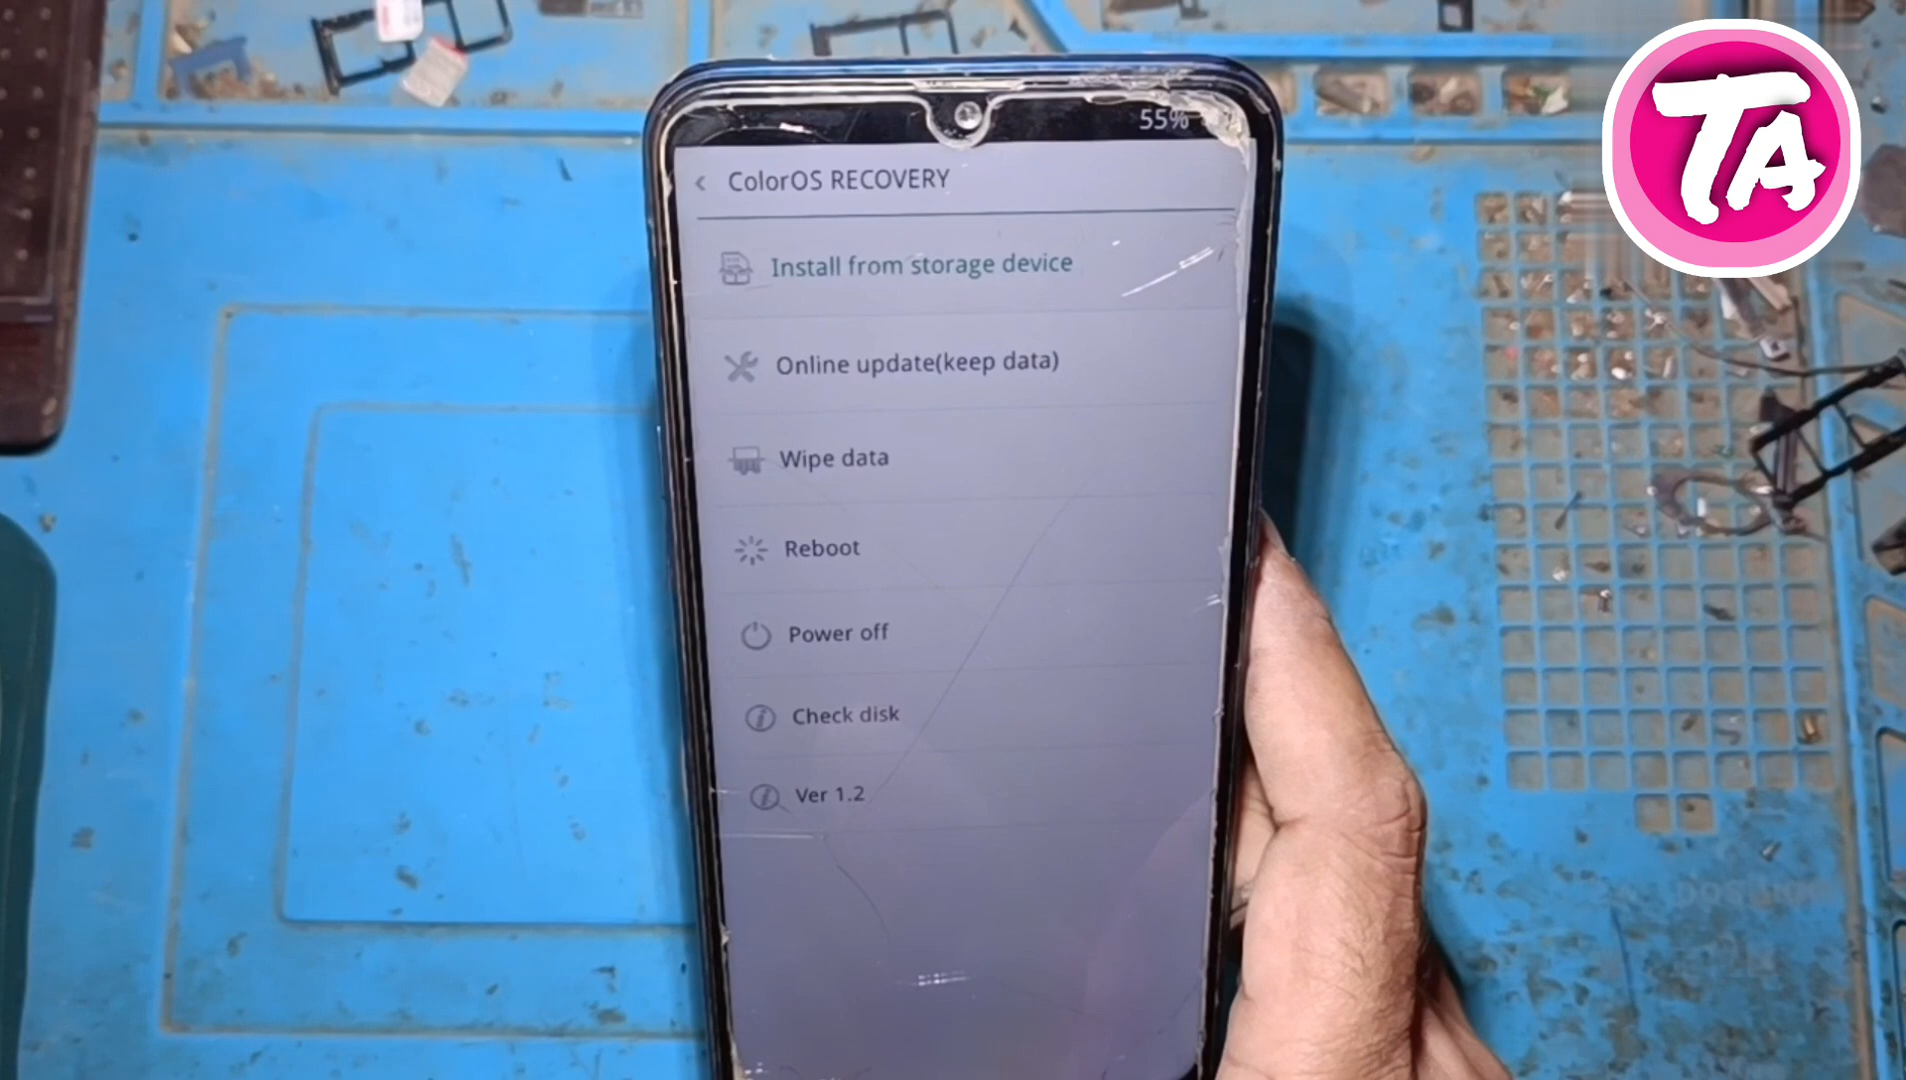 TA
55%
ColorOS RECOVERY
Install from storage device
Online update(keep data)
Wipe data
Reboot
Power off
Check disk
Ver 1.2